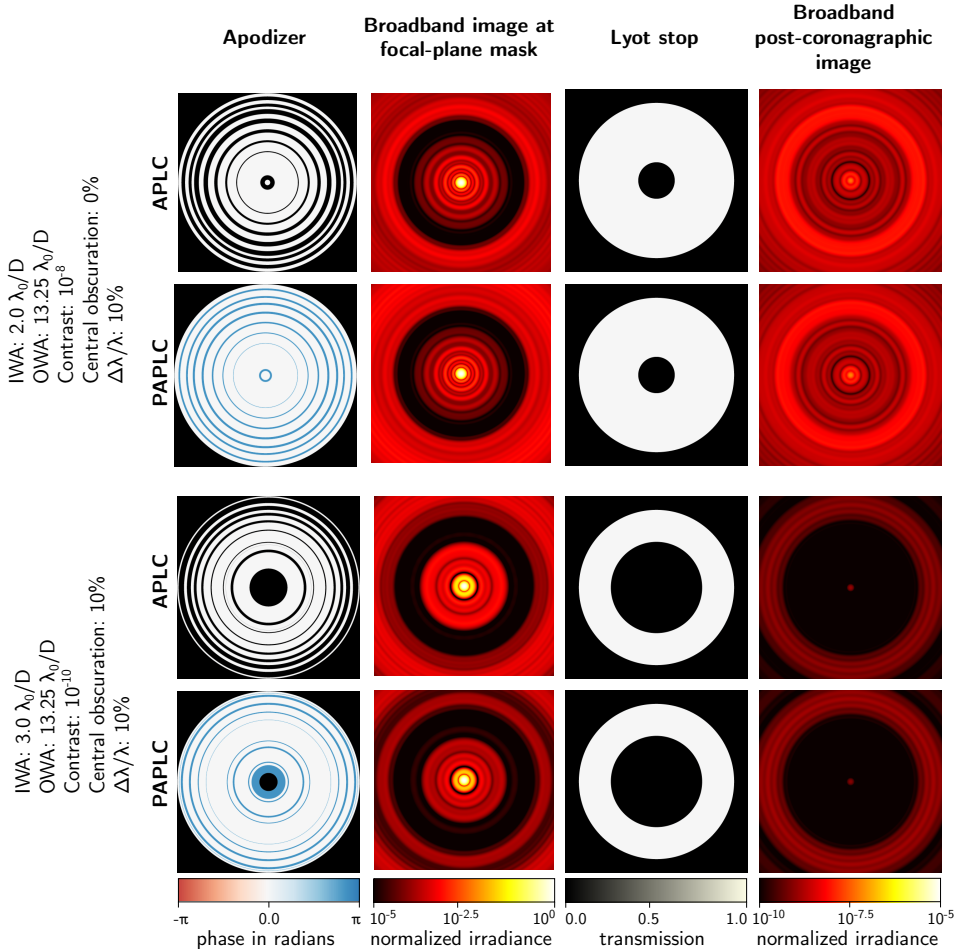 Apodizer
Broadband image at
focal-plane mask
Lyot stop
Broadband
post-coronagraphic
image
IWA: 2.0 λ₀/D
OWA: 13.25 λ₀/D
Contrast: 10⁻⁸
Central obscuration: 0%
Δλ/λ: 10%
APLC
PAPLC
IWA: 3.0 λ₀/D
OWA: 13.25 λ₀/D
Contrast: 10⁻¹⁰
Central obscuration: 10%
Δλ/λ: 10%
APLC
PAPLC
-π 0.0 π
phase in radians
10⁻⁵ 10⁻²·⁵ 10⁰
normalized irradiance
0.0 0.5 1.0
transmission
10⁻¹⁰ 10⁻⁷·⁵ 10⁻⁵
normalized irradiance